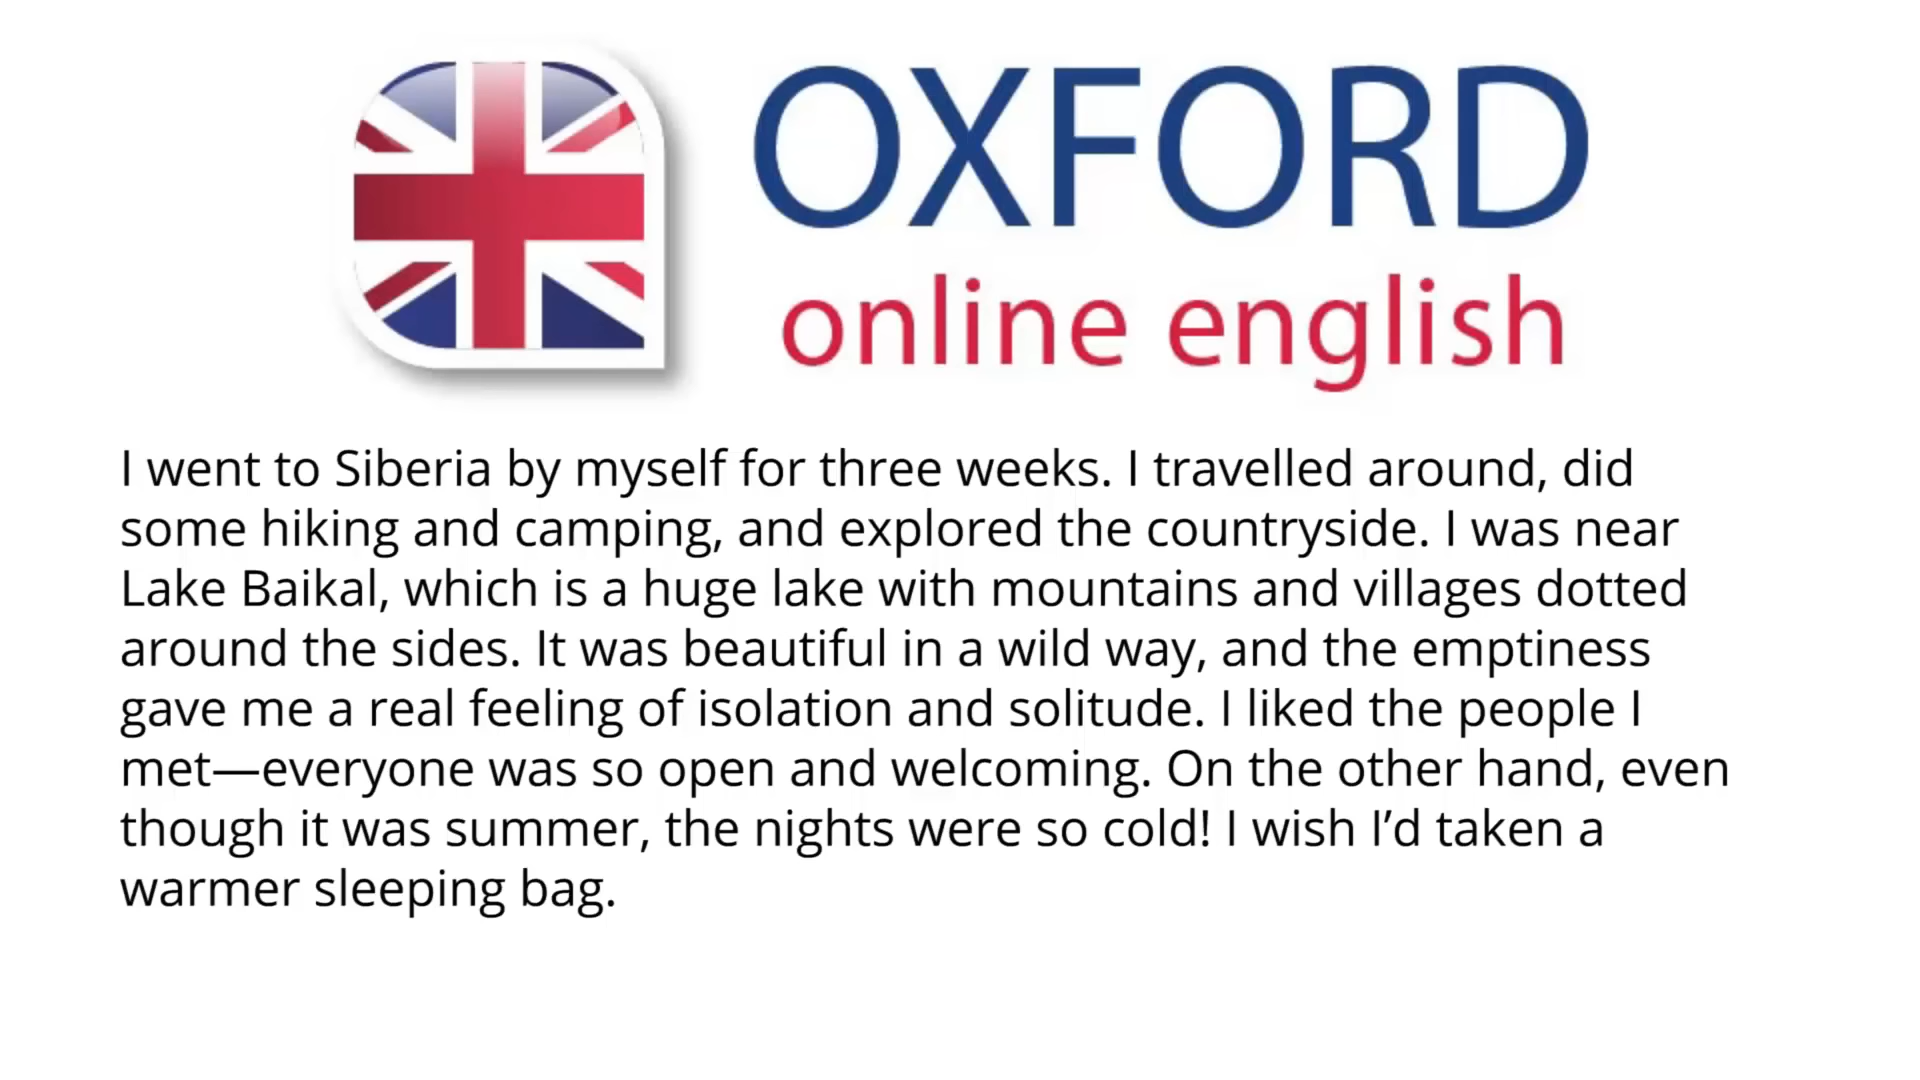 OXFORD
online english
I went to Siberia by myself for three weeks. I travelled around, did
some hiking and camping, and explored the countryside. I was near
Lake Baikal, which is a huge lake with mountains and villages dotted
around the sides. It was beautiful in a wild way, and the emptiness
gave me a real feeling of isolation and solitude. I liked the people I
met—everyone was so open and welcoming. On the other hand, even
though it was summer, the nights were so cold! I wish I’d taken a
warmer sleeping bag.